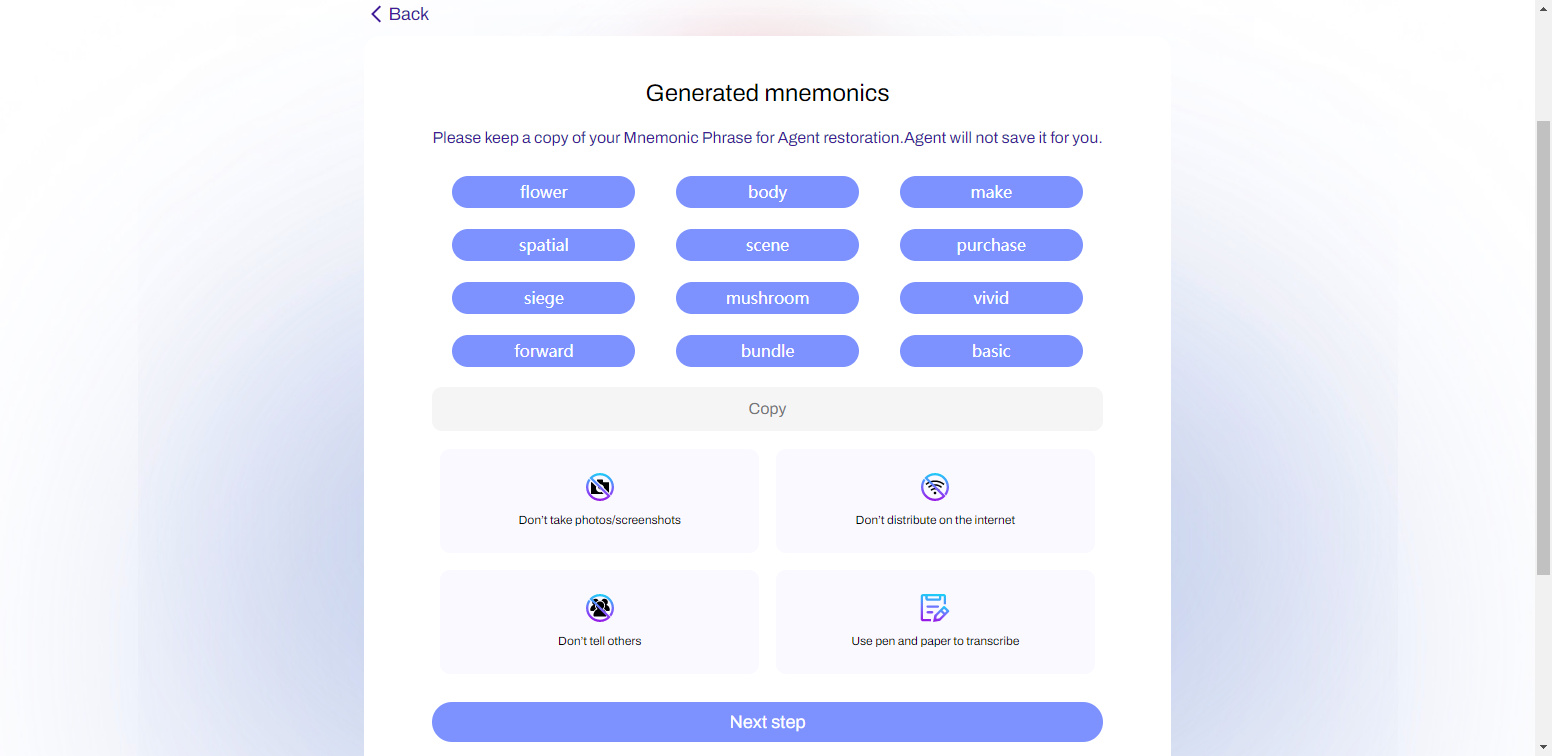 Back
Generated mnemonics
Please keep a copy of your Mnemonic Phrase for Agent restoration.Agent will not save it for you.
flower body make
spatial scene purchase
siege mushroom vivid
forward bundle basic
Copy
Don't take photos/screenshots Don't distribute on the internet
Don't tell others Use pen and paper to transcribe
Next step